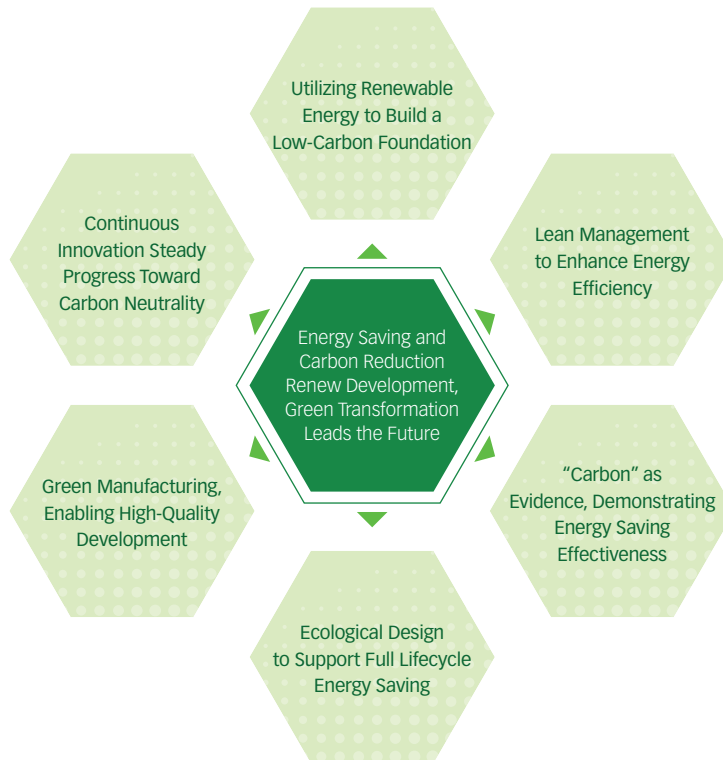 Utilizing Renewable
Energy to Build a
Low-Carbon Foundation
Continuous
Innovation Steady
Progress Toward
Carbon Neutrality
Lean Management
to Enhance Energy
Efficiency
Energy Saving and
Carbon Reduction
Renew Development,
Green Transformation
Leads the Future
Green Manufacturing,
Enabling High-Quality
Development
“Carbon” as
Evidence, Demonstrating
Energy Saving
Effectiveness
Ecological Design
to Support Full Lifecycle
Energy Saving